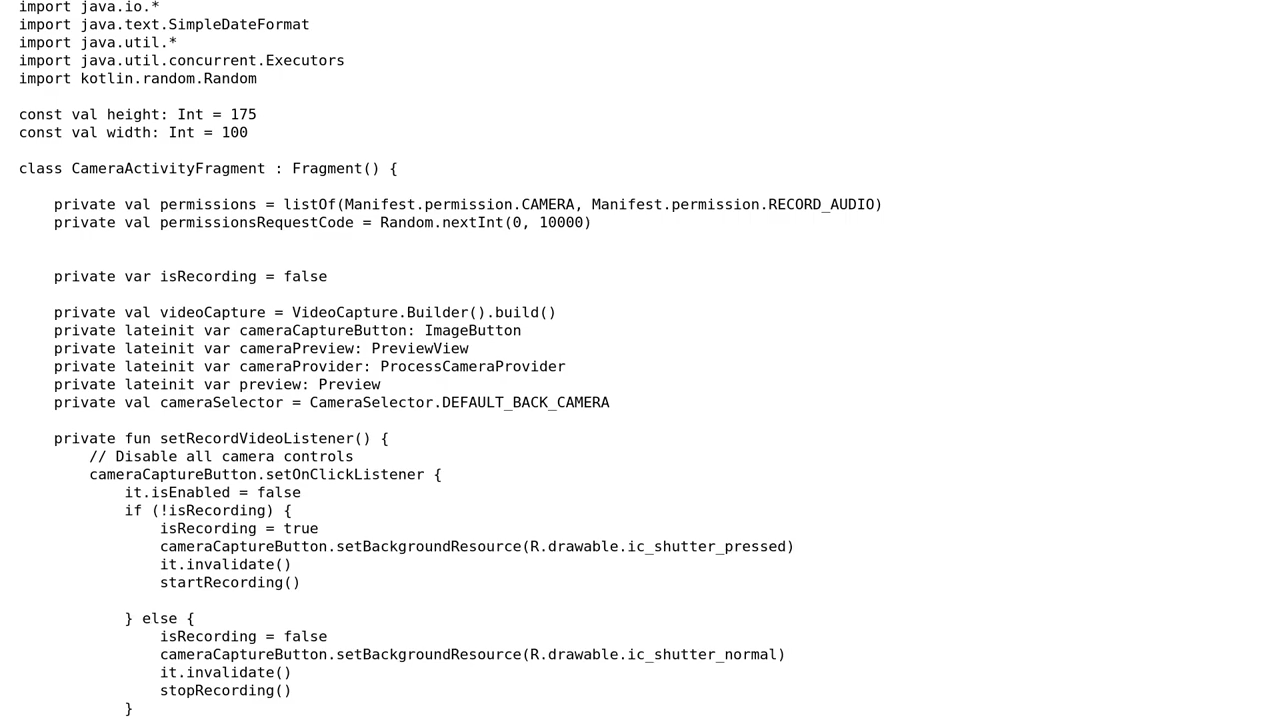 import java.io.*
import java.text.SimpleDateFormat
import java.util.*
import java.util.concurrent.Executors
import kotlin.random.Random

const val height: Int = 175
const val width: Int = 100

class CameraActivityFragment : Fragment() {

    private val permissions = listOf(Manifest.permission.CAMERA, Manifest.permission.RECORD_AUDIO)
    private val permissionsRequestCode = Random.nextInt(0, 10000)


    private var isRecording = false

    private val videoCapture = VideoCapture.Builder().build()
    private lateinit var cameraCaptureButton: ImageButton
    private lateinit var cameraPreview: PreviewView
    private lateinit var cameraProvider: ProcessCameraProvider
    private lateinit var preview: Preview
    private val cameraSelector = CameraSelector.DEFAULT_BACK_CAMERA

    private fun setRecordVideoListener() {
        // Disable all camera controls
        cameraCaptureButton.setOnClickListener {
            it.isEnabled = false
            if (!isRecording) {
                isRecording = true
                cameraCaptureButton.setBackgroundResource(R.drawable.ic_shutter_pressed)
                it.invalidate()
                startRecording()

            } else {
                isRecording = false
                cameraCaptureButton.setBackgroundResource(R.drawable.ic_shutter_normal)
                it.invalidate()
                stopRecording()
            }